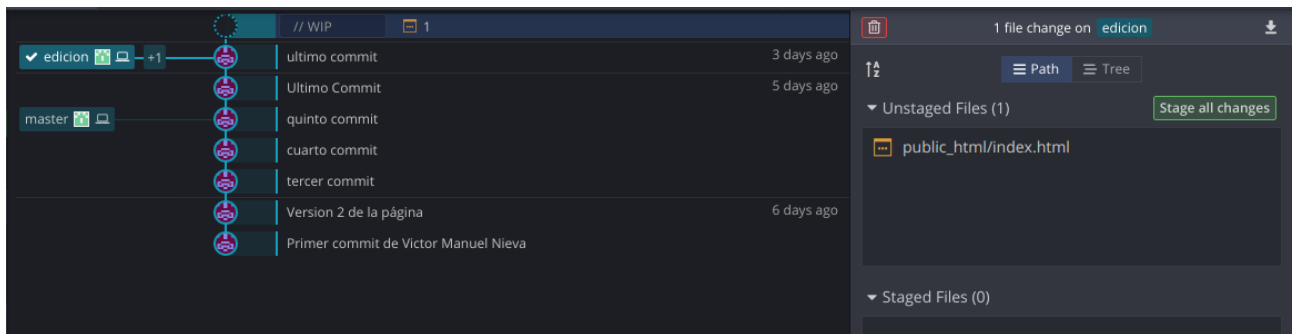 // WIP 1
edicion +1 ultimo commit 3 days ago
Ultimo Commit 5 days ago
master quinto commit
cuarto commit
tercer commit
Version 2 de la página 6 days ago
Primer commit de Victor Manuel Nieva
1 file change on edicion
A Z Path Tree
Unstaged Files (1) Stage all changes
public_html/index.html
Staged Files (0)